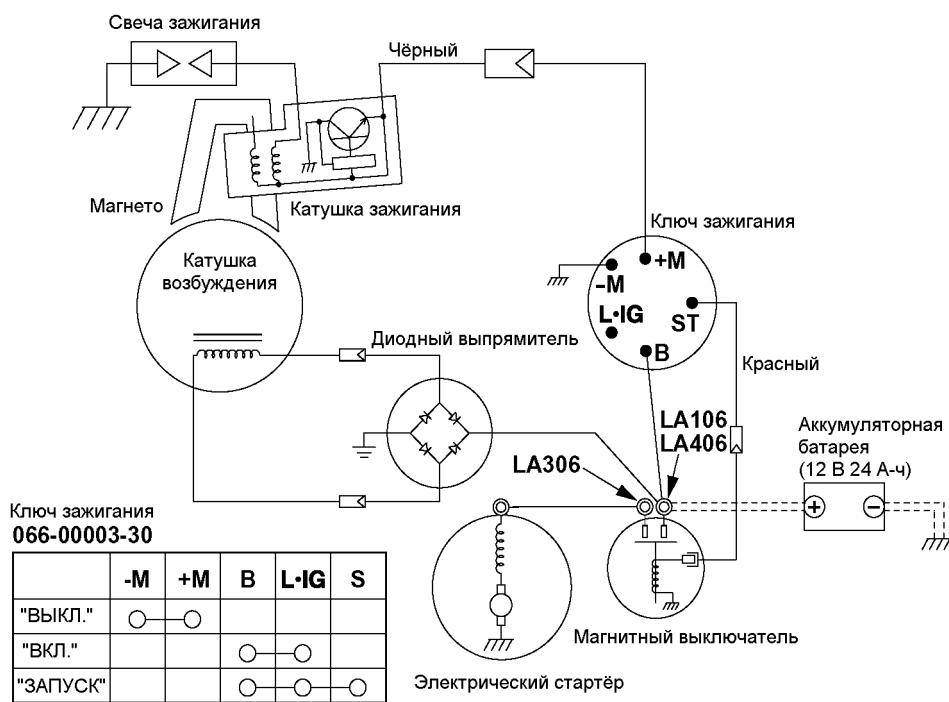 Свеча зажигания
Чёрный
Магнето
Катушка зажигания
Ключ зажигания
+M
-M
L•IG
ST
B
Катушка
возбуждения
Диодный выпрямитель
Красный
LA106
LA406
LA306
Аккумуляторная
батарея
(12 В 24 А-ч)
+ −
Магнитный выключатель
Электрический стартёр
Ключ зажигания
066-00003-30
-M +M B L•IG S
"ВЫКЛ."
"ВКЛ."
"ЗАПУСК"